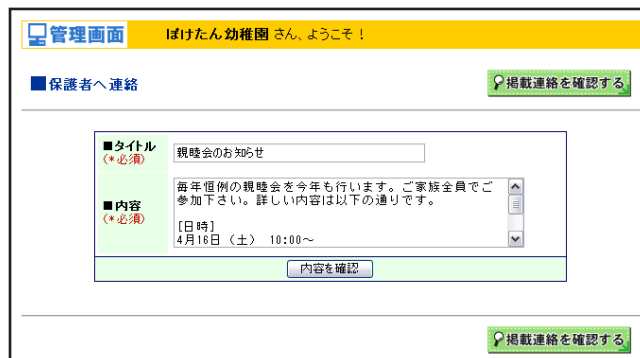 管理画面 ぽけたん幼稚園 さん、ようこそ！
■保護者へ連絡 掲載連絡を確認する
■タイトル
(*必須)
親睦会のお知らせ
■内容
(*必須)
毎年恒例の親睦会を今年も行います。ご家族全員でご
参加下さい。詳しい内容は以下の通りです。
[日時]
4月16日（土） 10:00～
内容を確認
掲載連絡を確認する